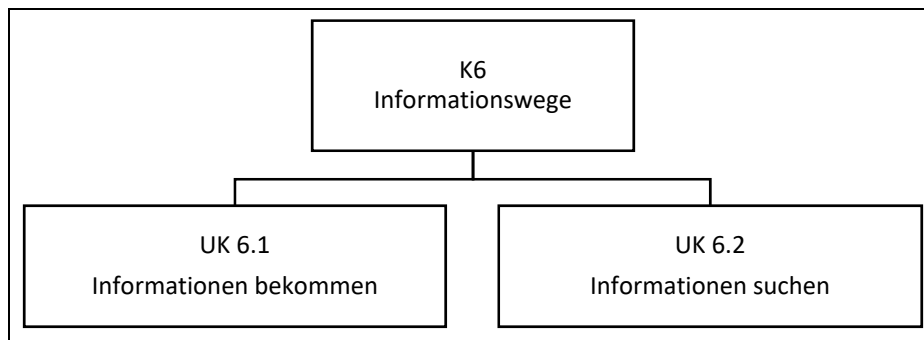 K6
Informationswege
UK 6.1
Informationen bekommen
UK 6.2
Informationen suchen